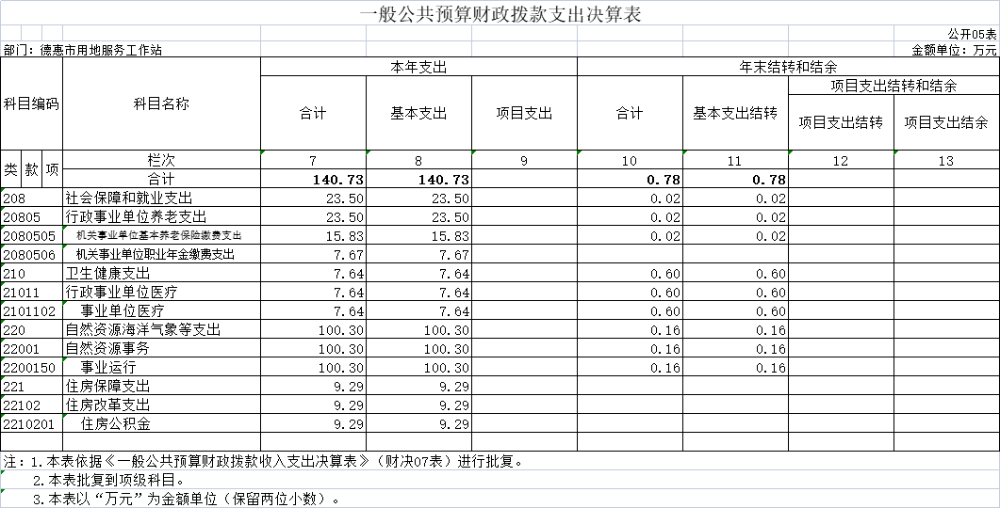 一般公共预算财政拨款支出决算表
公开05表
部门：德惠市用地服务工作站 金额单位：万元
科目编码 科目名称 本年支出 年末结转和结余
合计 基本支出 项目支出 合计 基本支出结转 项目支出结转和结余
项目支出结转 项目支出结余
类 款 项 栏次 7 8 9 10 11 12 13
合计 140.73 140.73 0.78 0.78
208 社会保障和就业支出 23.50 23.50 0.02 0.02
20805 行政事业单位养老支出 23.50 23.50 0.02 0.02
2080505 机关事业单位基本养老保险缴费支出 15.83 15.83 0.02 0.02
2080506 机关事业单位职业年金缴费支出 7.67 7.67
210 卫生健康支出 7.64 7.64 0.60 0.60
21011 行政事业单位医疗 7.64 7.64 0.60 0.60
2101102 事业单位医疗 7.64 7.64 0.60 0.60
220 自然资源海洋气象等支出 100.30 100.30 0.16 0.16
22001 自然资源事务 100.30 100.30 0.16 0.16
2200150 事业运行 100.30 100.30 0.16 0.16
221 住房保障支出 9.29 9.29
22102 住房改革支出 9.29 9.29
2210201 住房公积金 9.29 9.29
注：1.本表依据《一般公共预算财政拨款收入支出决算表》（财决07表）进行批复。
2.本表批复到项级科目。
3.本表以“万元”为金额单位（保留两位小数）。